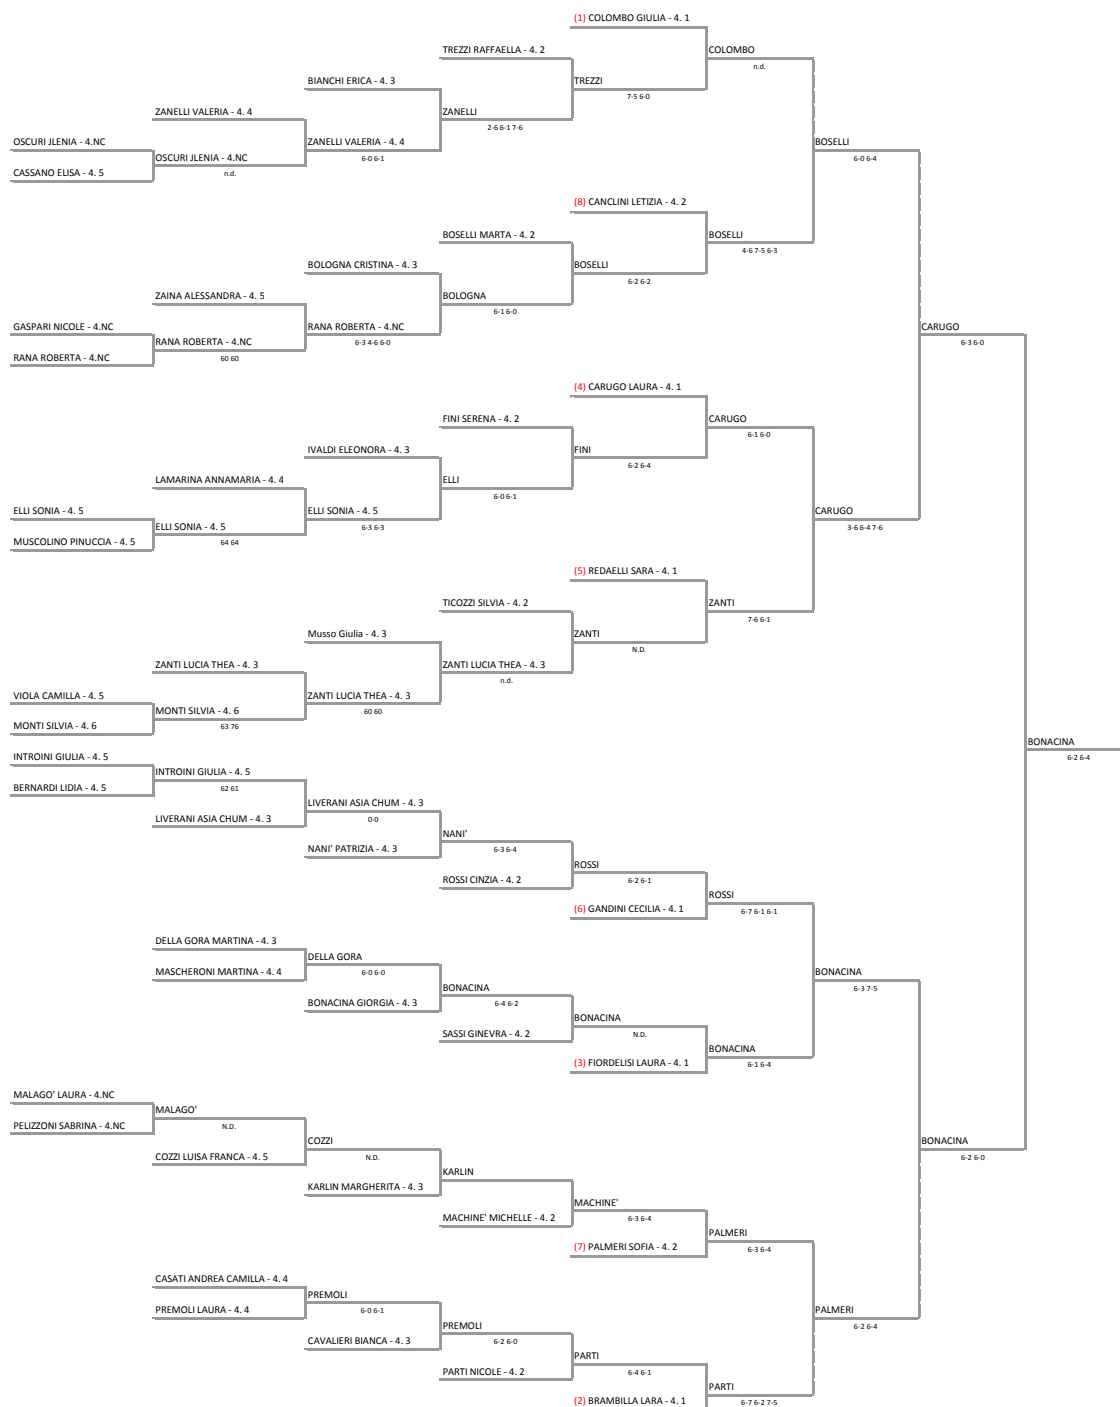 (1) COLOMBO GIULIA - 4. 1
TREZZI RAFFAELLA - 4. 2
COLOMBO
n.d.
BIANCHI ERICA - 4. 3
TREZZI
7-5 6-0
ZANELLI VALERIA - 4. 4
ZANELLI
2-6 6-1 7-6
OSCURI JLENIA - 4.NC
ZANELLI VALERIA - 4. 4
6-0 6-1
BOSELLI
6-0 6-4
OSCURI JLENIA - 4.NC
n.d.
CASSANO ELISA - 4. 5
(8) CANCLINI LETIZIA - 4. 2
BOSELLI MARTA - 4. 2
BOSELLI
4-6 7-5 6-3
BOLOGNA CRISTINA - 4. 3
BOSELLI
6-2 6-2
ZAINA ALESSANDRA - 4. 5
BOLOGNA
6-1 6-0
GASPARI NICOLE - 4.NC
RANA ROBERTA - 4.NC
6-3 4-6 6-0
CARUGO
6-3 6-0
RANA ROBERTA - 4.NC
60 60
RANA ROBERTA - 4.NC
(4) CARUGO LAURA - 4. 1
FINI SERENA - 4. 2
CARUGO
6-1 6-0
IVALDI ELEONORA - 4. 3
FINI
6-2 6-4
LAMARINA ANNAMARIA - 4. 4
ELLI
6-0 6-1
ELLI SONIA - 4. 5
ELLI SONIA - 4. 5
6-3 6-3
CARUGO
3-6 6-4 7-6
ELLI SONIA - 4. 5
64 64
MUSCOLINO PINUCCIA - 4. 5
(5) REDAELLI SARA - 4. 1
TICOZZI SILVIA - 4. 2
ZANTI
7-6 6-1
Musso Giulia - 4. 3
ZANTI
N.D.
ZANTI LUCIA THEA - 4. 3
ZANTI LUCIA THEA - 4. 3
n.d.
VIOLA CAMILLA - 4. 5
ZANTI LUCIA THEA - 4. 3
60 60
MONTI SILVIA - 4. 6
63 76
MONTI SILVIA - 4. 6
BONACINA
6-2 6-4
INTROINI GIULIA - 4. 5
INTROINI GIULIA - 4. 5
62 61
BERNARDI LIDIA - 4. 5
LIVERANI ASIA CHUM - 4. 3
0-0
LIVERANI ASIA CHUM - 4. 3
NANI'
6-3 6-4
NANI' PATRIZIA - 4. 3
ROSSI
6-2 6-1
ROSSI CINZIA - 4. 2
ROSSI
6-7 6-1 6-1
(6) GANDINI CECILIA - 4. 1
DELLA GORA MARTINA - 4. 3
DELLA GORA
6-0 6-0
MASCHERONI MARTINA - 4. 4
BONACINA
6-3 7-5
BONACINA
6-4 6-2
BONACINA GIORGIA - 4. 3
BONACINA
N.D.
SASSI GINEVRA - 4. 2
BONACINA
6-1 6-4
(3) FIORDELISI LAURA - 4. 1
MALAGO' LAURA - 4.NC
MALAGO'
N.D.
PELIZZONI SABRINA - 4.NC
COZZI
N.D.
BONACINA
6-2 6-0
COZZI LUISA FRANCA - 4. 5
KARLIN
KARLIN MARGHERITA - 4. 3
MACHINE'
6-3 6-4
MACHINE' MICHELLE - 4. 2
PALMERI
6-3 6-4
(7) PALMERI SOFIA - 4. 2
CASATI ANDREA CAMILLA - 4. 4
PREMOLI
6-0 6-1
PREMOLI LAURA - 4. 4
PALMERI
6-2 6-4
PREMOLI
6-2 6-0
CAVALIERI BIANCA - 4. 3
PARTI
6-4 6-1
PARTI NICOLE - 4. 2
PARTI
6-7 6-2 7-5
(2) BRAMBILLA LARA - 4. 1